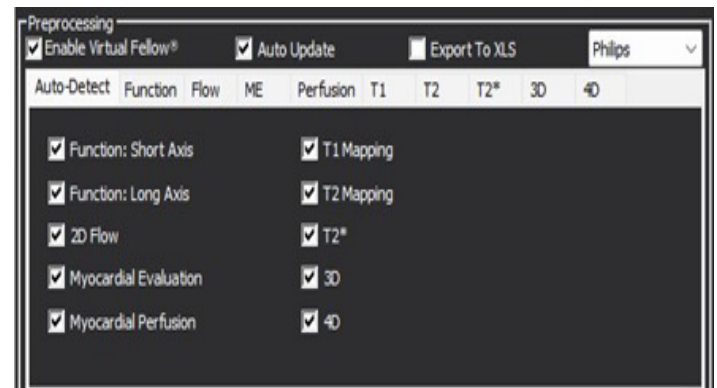 Preprocessing
Enable Virtual Fellow® Auto Update Export To XLS Philips
Auto-Detect Function Flow ME Perfusion T1 T2 T2* 3D 4D
Function: Short Axis T1 Mapping
Function: Long Axis T2 Mapping
2D Flow T2*
Myocardial Evaluation 3D
Myocardial Perfusion 4D